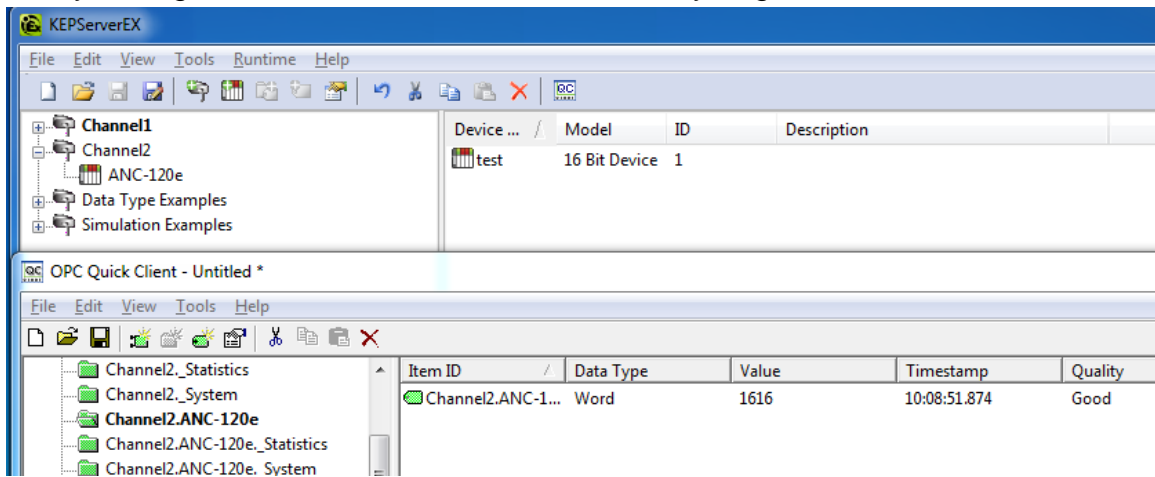 KEPServerEX
File Edit View Tools Runtime Help
Channel1
Channel2
ANC-120e
Data Type Examples
Simulation Examples
Device ... / Model ID Description
test 16 Bit Device 1
OPC Quick Client - Untitled *
File Edit View Tools Help
Channel2._Statistics
Channel2._System
Channel2.ANC-120e
Channel2.ANC-120e._Statistics
Channel2.ANC-120e._System
Item ID / Data Type Value Timestamp Quality
Channel2.ANC-1... Word 1616 10:08:51.874 Good